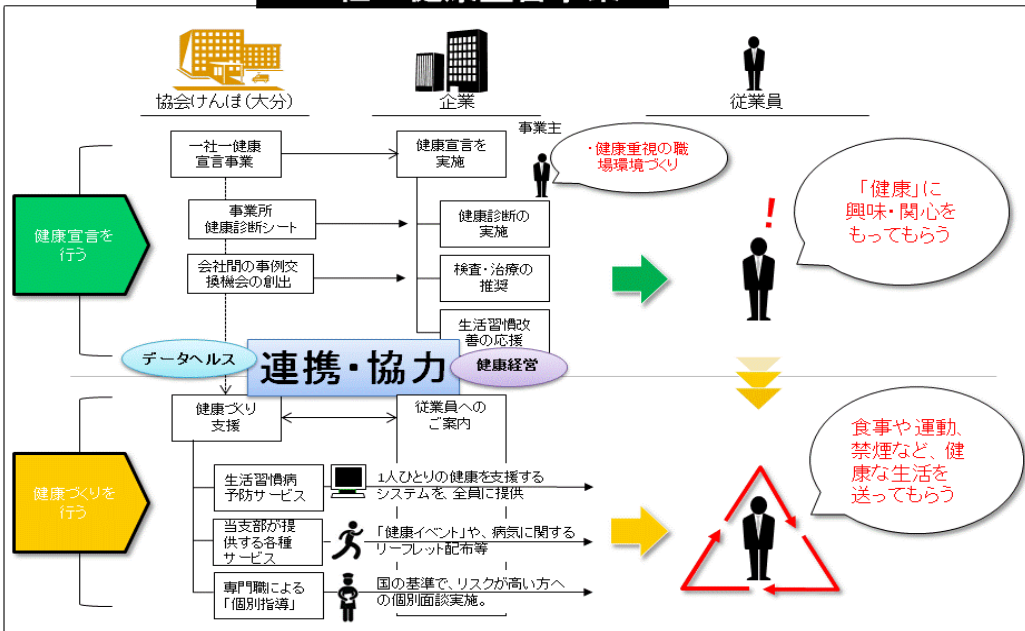 協会けんぽ(大分)
企業
従業員
事業主
一社一健康
宣言事業
健康宣言を
実施
・健康重視の職
場環境づくり
「健康」に
興味・関心を
もってもらう
!
健康宣言を
行う
事業所
健康診断シート
健康診断の
実施
会社間の事例交
換機会の創出
検査・治療の
推奨
生活習慣改
善の応援
データヘルス
連携・協力
健康経営
健康づくり
支援
従業員への
ご案内
食事や運動、
禁煙など、健
康な生活を
送ってもらう
健康づくりを
行う
生活習慣病
予防サービス
1人ひとりの健康を支援する
システムを、全員に提供
当支部が提
供する各種
サービス
「健康イベント」や、病気に関する
リーフレット配布等
専門職による
「個別指導」
国の基準で、リスクが高い方へ
の個別面談実施。